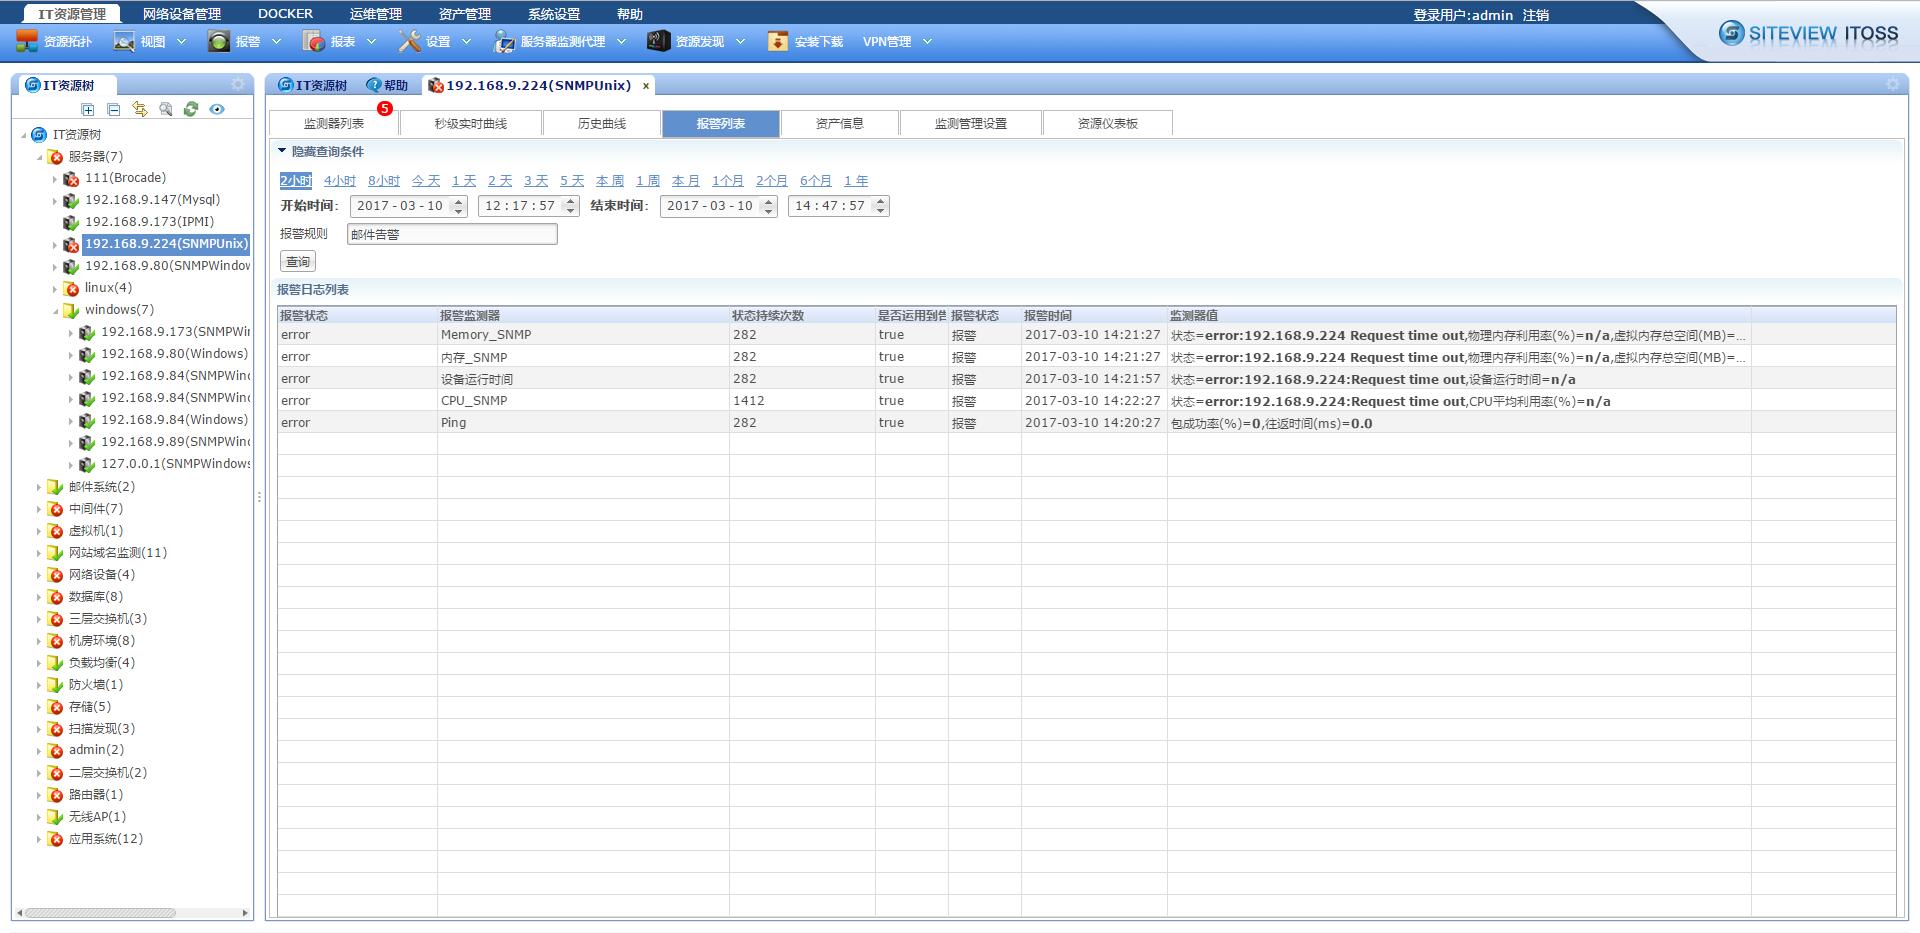 IT资源管理 网络设备管理 DOCKER 运维管理 资产管理 系统设置 帮助 登录用户:admin 注销
资源拓扑 视图 报警 报表 设置 服务器监测代理 资源发现 安装下载 VPN管理 SITEVIEW ITOSS
IT资源树
IT资源树
服务器(7)
111(Brocade)
192.168.9.147(Mysql)
192.168.9.173(IPMI)
192.168.9.224(SNMPUnix)
192.168.9.80(SNMPWindow
linux(4)
windows(7)
192.168.9.173(SNMPWin
192.168.9.80(Windows)
192.168.9.84(SNMPWind
192.168.9.84(SNMPWind
192.168.9.84(Windows)
192.168.9.89(SNMPWind
127.0.0.1(SNMPWindows
邮件系统(2)
中间件(7)
虚拟机(1)
网站域名监测(11)
网络设备(4)
数据库(8)
三层交换机(3)
机房环境(8)
负载均衡(4)
防火墙(1)
存储(5)
扫描发现(3)
admin(2)
二层交换机(2)
路由器(1)
无线AP(1)
应用系统(12)
IT资源树 帮助 192.168.9.224(SNMPUnix) x
监测器列表 5 秒级实时曲线 历史曲线 报警列表 资产信息 监测管理设置 资源仪表板
隐藏查询条件
2小时 4小时 8小时 今 天 1 天 2 天 3 天 5 天 本 周 1 周 本 月 1个月 2个月 6个月 1 年
开始时间: 2017-03-10 12:17:57 结束时间: 2017-03-10 14:47:57
报警规则 邮件告警
查询
报警日志列表
报警状态 报警监测器 状态持续次数 是否运用到告 报警状态 报警时间 监测器值
error Memory_SNMP 282 true 报警 2017-03-10 14:21:27 状态=error:192.168.9.224 Request time out,物理内存利用率(%)=n/a,虚拟内存总空间(MB)=...
error 内存_SNMP 282 true 报警 2017-03-10 14:21:27 状态=error:192.168.9.224 Request time out,物理内存利用率(%)=n/a,虚拟内存总空间(MB)=...
error 设备运行时间 282 true 报警 2017-03-10 14:21:57 状态=error:192.168.9.224:Request time out,设备运行时间=n/a
error CPU_SNMP 1412 true 报警 2017-03-10 14:22:27 状态=error:192.168.9.224:Request time out,CPU平均利用率(%)=n/a
error Ping 282 true 报警 2017-03-10 14:20:27 包成功率(%)=0,往返时间(ms)=0.0